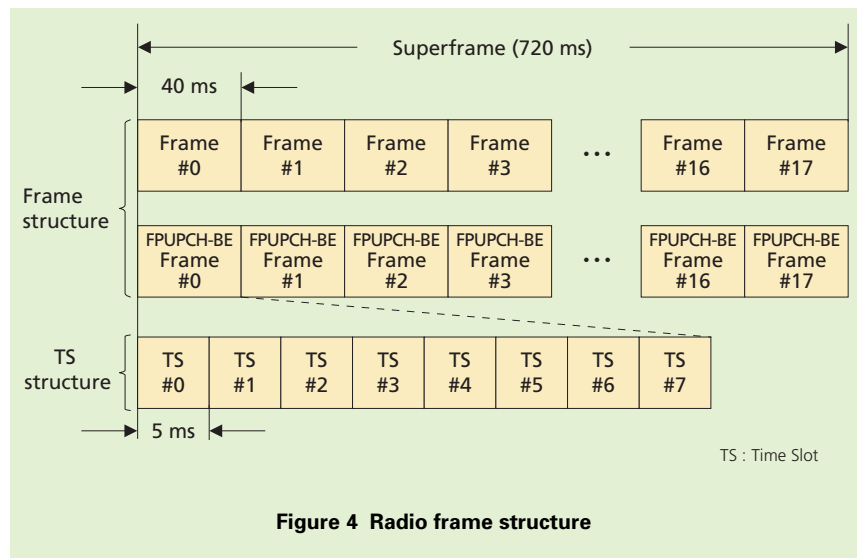 Superframe (720 ms)
40 ms
Frame
structure
Frame
#0
Frame
#1
Frame
#2
Frame
#3
...
Frame
#16
Frame
#17
FPUPCH-BE
Frame
#0
FPUPCH-BE
Frame
#1
FPUPCH-BE
Frame
#2
FPUPCH-BE
Frame
#3
...
FPUPCH-BE
Frame
#16
FPUPCH-BE
Frame
#17
TS
structure
TS
#0
TS
#1
TS
#2
TS
#3
TS
#4
TS
#5
TS
#6
TS
#7
5 ms
TS : Time Slot
Figure 4 Radio frame structure